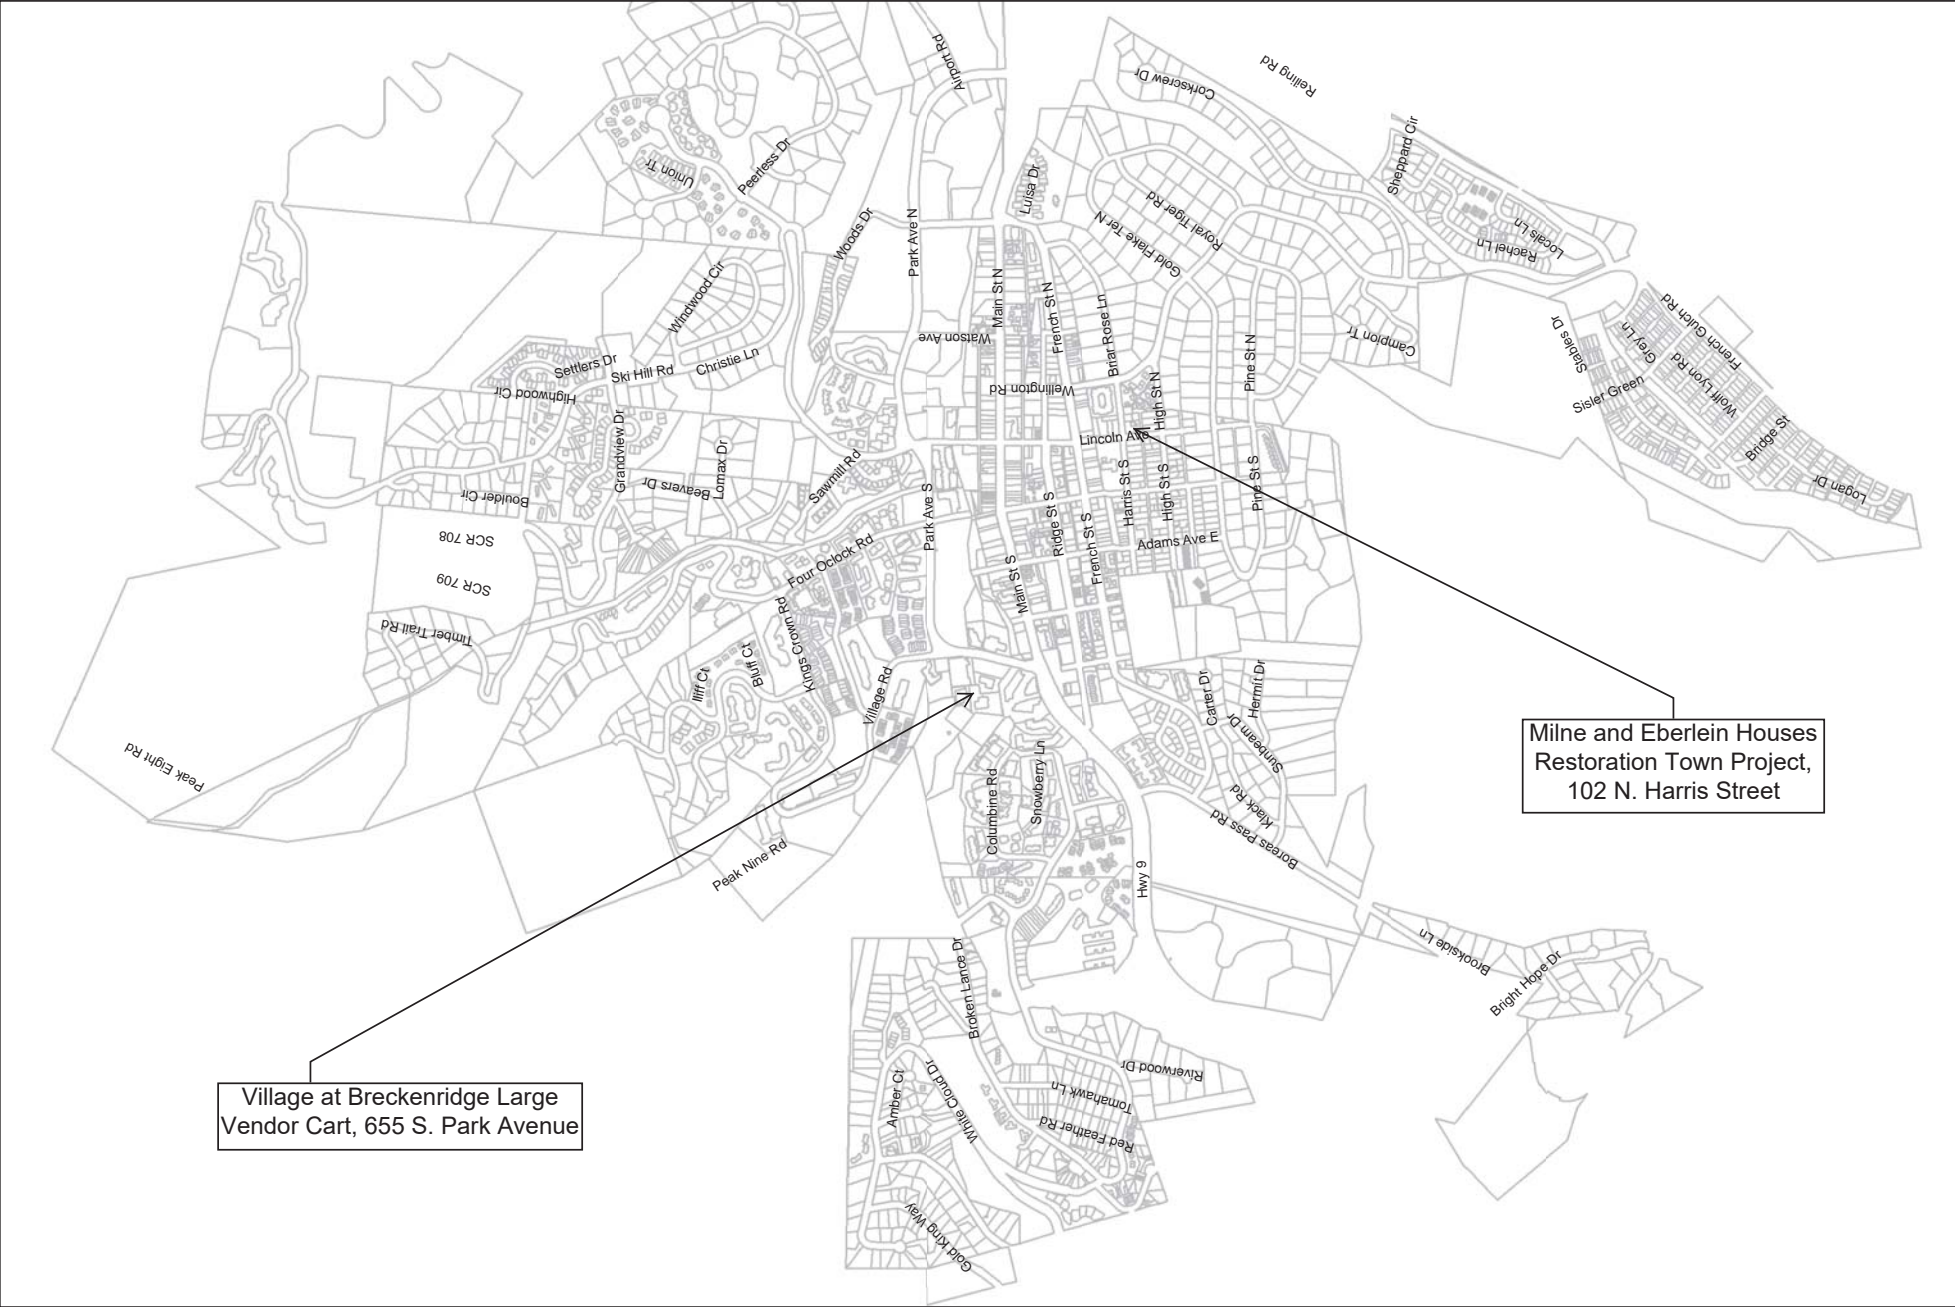 Airport Rd
Corkscrew Dr
Reiling Rd
Sheppard Cir
Union Tr
Peerless Dr
Luisa Dr
Woods Dr
Park Ave N
Royal Tiger Rd
Gold Flake Ter N
Locals Ln
Rachel Ln
Windwood Cir
Main St N
French St N
Briar Rose Ln
Watson Ave
Pine St N
Campion Tr
Stables Dr
Grey Ln
French Gulch Rd
Wolff Lyon Rd
Sisler Green
Bridge St
Logan Dr
Settlers Dr
Ski Hill Rd
Christie Ln
Highwood Cir
Wellington Rd
High St N
Lincoln Ave
Grandview Dr
Lomax Dr
Beavers Dr
Sawmill Rd
Boulder Cir
Park Ave S
Harris St S
High St S
Pine St S
Ridge St S
French St S
Adams Ave E
SCR 708
SCR 709
Four Oclock Rd
Main St S
Timber Trail Rd
Kings Crown Rd
Bluff Ct
Iliff Ct
Village Rd
Carter Dr
Hermit Dr
Sunbeam Dr
Peak Eight Rd
Columbine Rd
Snowberry Ln
Klack Rd
Boreas Pass Rd
Peak Nine Rd
Hwy 9
Milne and Eberlein Houses
Restoration Town Project,
102 N. Harris Street
Brookside Ln
Bright Hope Dr
Broken Lance Dr
Riverwood Dr
Amber Ct
White Cloud Dr
Tomahawk Ln
Red Feather Rd
Village at Breckenridge Large
Vendor Cart, 655 S. Park Avenue
Gold King Way